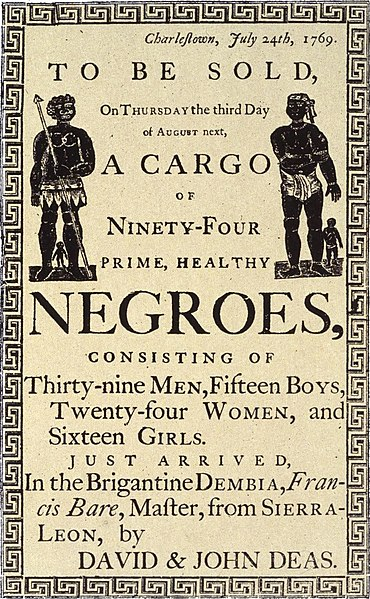 Charleſtown, July 24th, 1769.
TO BE SOLD,
On THURSDAY the third Day
of AUGUST next,
A CARGO
OF
NINETY-FOUR
PRIME, HEALTHY
NEGROES,
CONSISTING OF
Thirty-nine MEN, Fifteen BOYS,
Twenty-four WOMEN, and
Sixteen GIRLS.
JUST ARRIVED,
In the Brigantine DEMBIA, Fran-
cis Bare, Maſter, from SIERRA-
LEON, by
DAVID & JOHN DEAS.